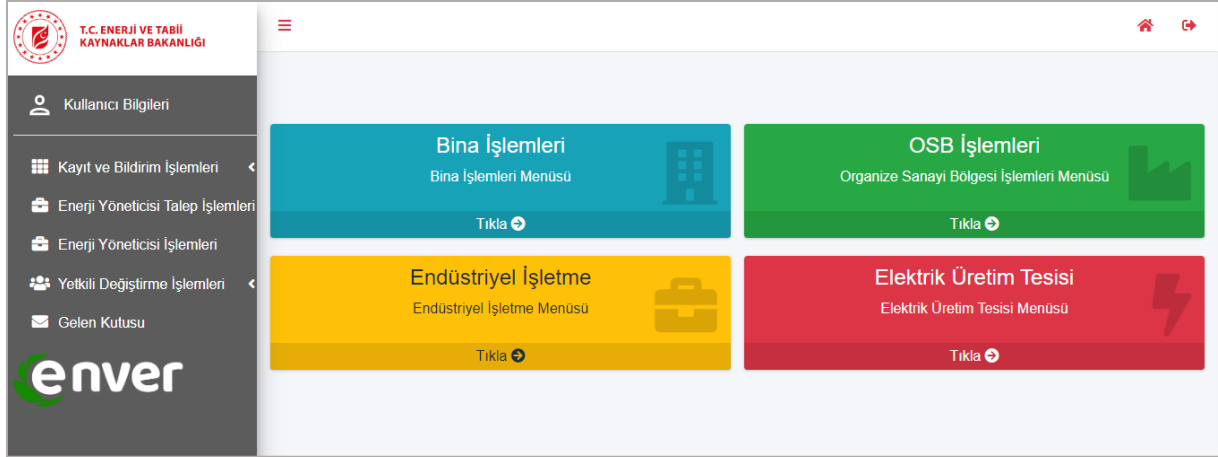 T.C. ENERJİ VE TABİİ
KAYNAKLAR BAKANLIĞI
Kullanıcı Bilgileri
Kayıt ve Bildirim İşlemleri
Enerji Yöneticisi Talep İşlemleri
Enerji Yöneticisi İşlemleri
Yetkili Değiştirme İşlemleri
Gelen Kutusu
enver
Bina İşlemleri
Bina İşlemleri Menüsü
Tıkla
OSB İşlemleri
Organize Sanayi Bölgesi İşlemleri Menüsü
Tıkla
Endüstriyel İşletme
Endüstriyel İşletme Menüsü
Tıkla
Elektrik Üretim Tesisi
Elektrik Üretim Tesisi Menüsü
Tıkla